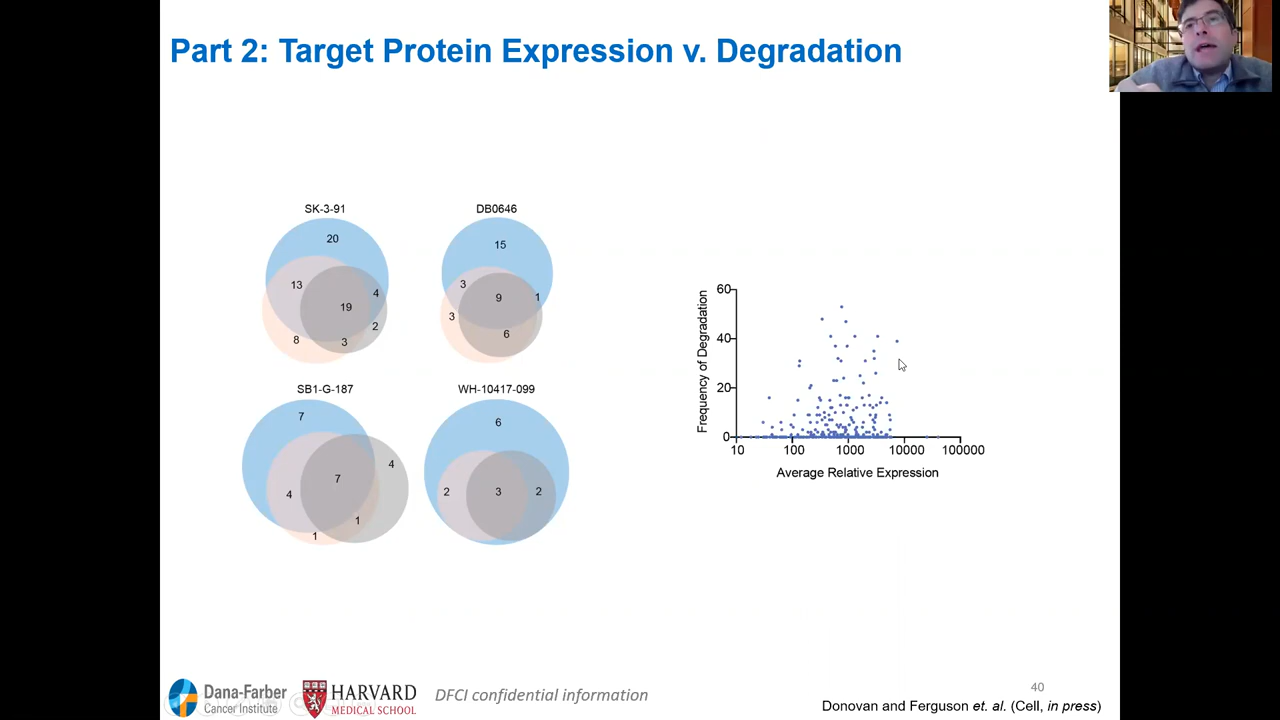 Part 2: Target Protein Expression v. Degradation
SK-3-91
20
13
4
19
2
8
3
DB0646
15
3
9
1
3
6
SB1-G-187
7
4
7
4
1
1
WH-10417-099
6
2
3
2
Frequency of Degradation
60
40
20
0
10
100
1000
10000
100000
Average Relative Expression
Dana-Farber
Cancer Institute
HARVARD
MEDICAL SCHOOL
DFCI confidential information
40
Donovan and Ferguson et. al. (Cell, in press)